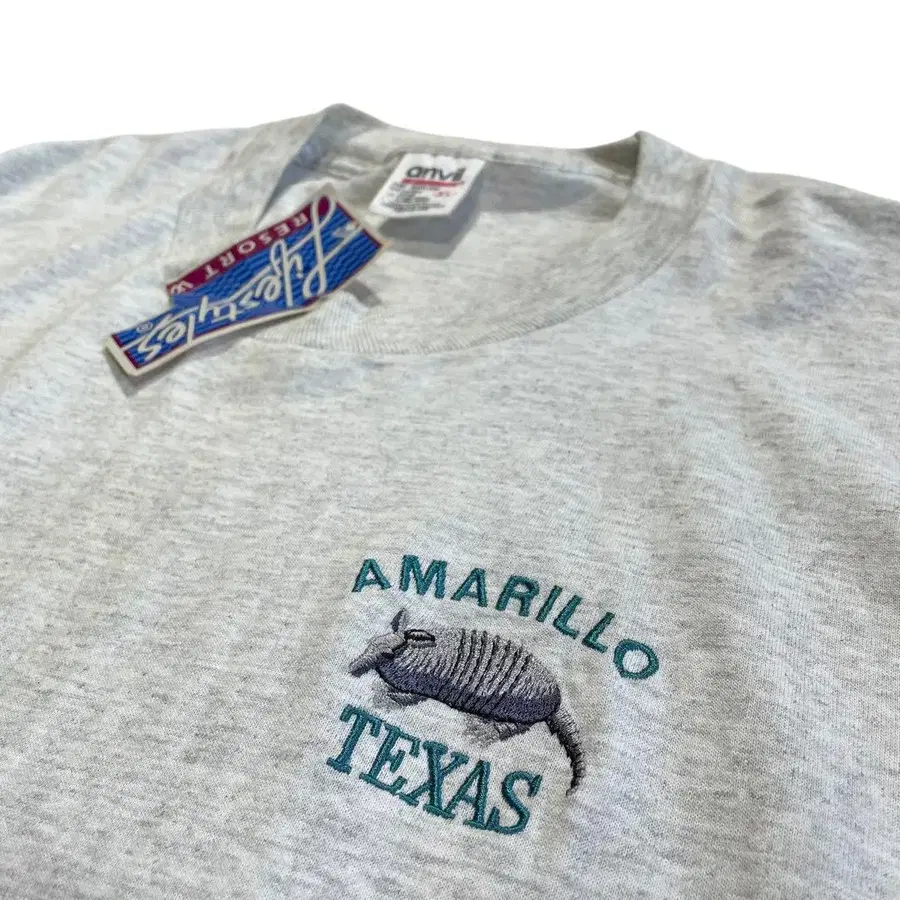 anvil
Lifestyles®
RESORT W
AMARILLO
TEXAS